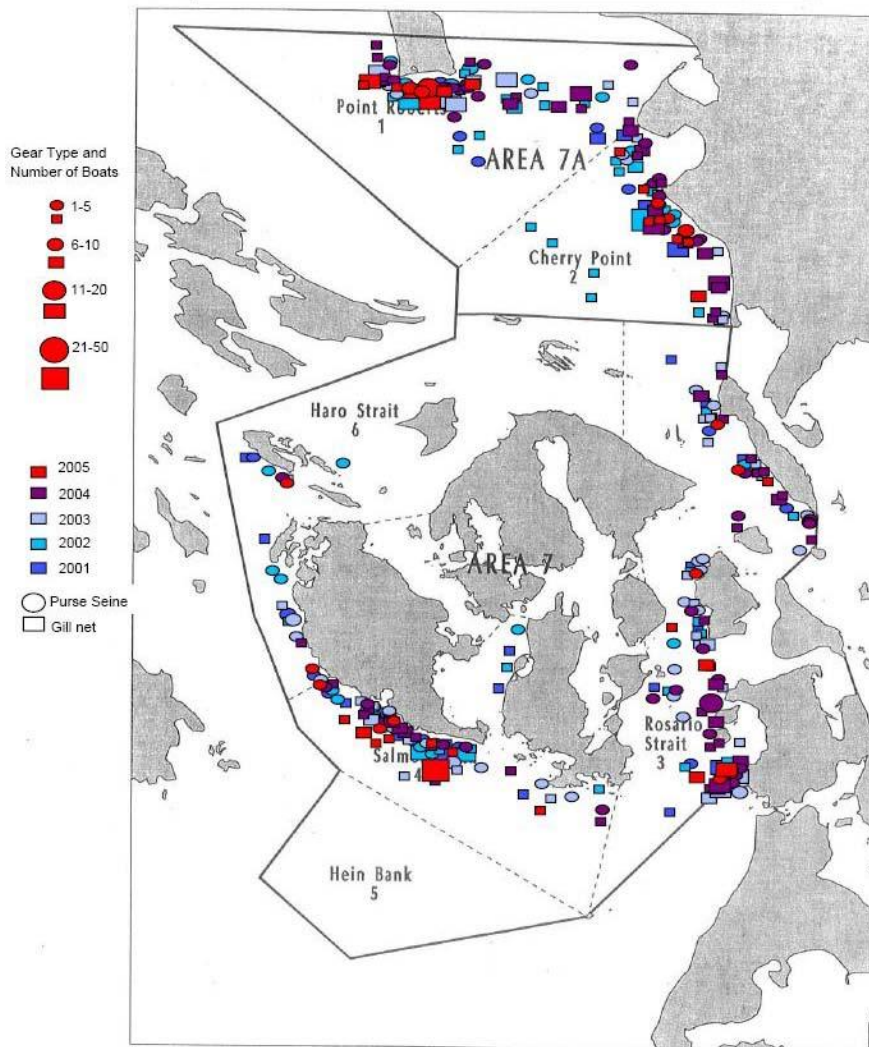 Point Roberts
1
AREA 7A
Cherry Point
2
Gear Type and
Number of Boats
1-5
6-10
11-20
21-50
Haro Strait
6
2005
2004
2003
2002
2001
Purse Seine
Gill net
AREA 7
Rosario
Strait
3
Salm
4
Hein Bank
5